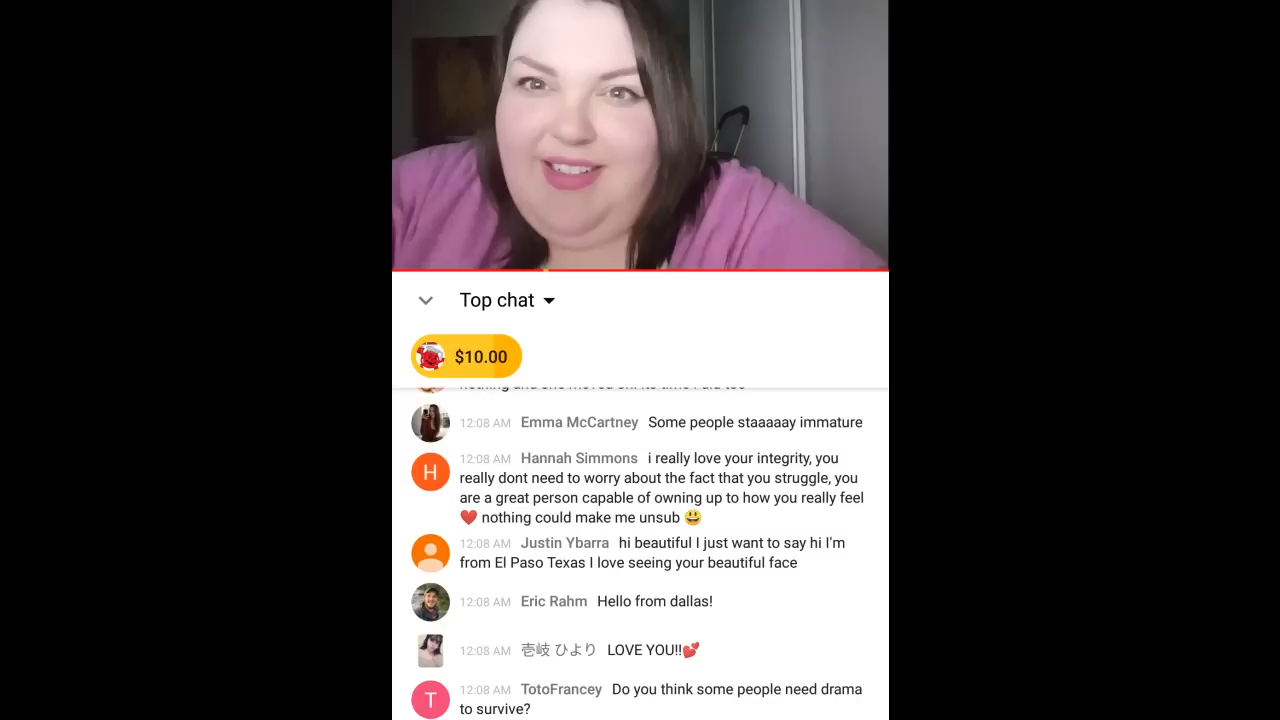 Top chat
$10.00
12:08 AM Emma McCartney Some people staaaaay immature
12:08 AM Hannah Simmons i really love your integrity, you
really dont need to worry about the fact that you struggle, you
are a great person capable of owning up to how you really feel
❤️ nothing could make me unsub 😃
12:08 AM Justin Ybarra hi beautiful I just want to say hi I'm
from El Paso Texas I love seeing your beautiful face
12:08 AM Eric Rahm Hello from dallas!
12:08 AM 壱岐 ひより LOVE YOU!!💕
12:08 AM TotoFrancey Do you think some people need drama
to survive?
H
T